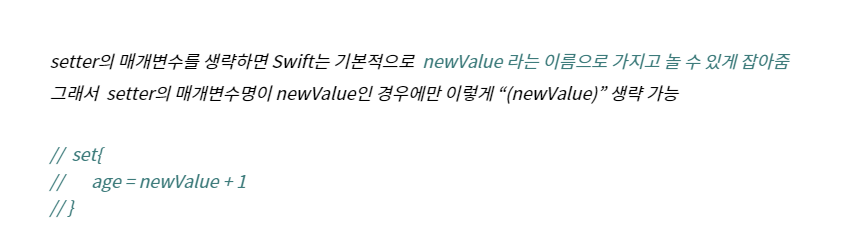 setter의 매개변수를 생략하면 Swift는 기본적으로 newValue 라는 이름으로 가지고 놀 수 있게 잡아줌
그래서 setter의 매개변수명이 newValue인 경우에만 이렇게 “(newValue)” 생략 가능
// set{
// age = newValue + 1
// }